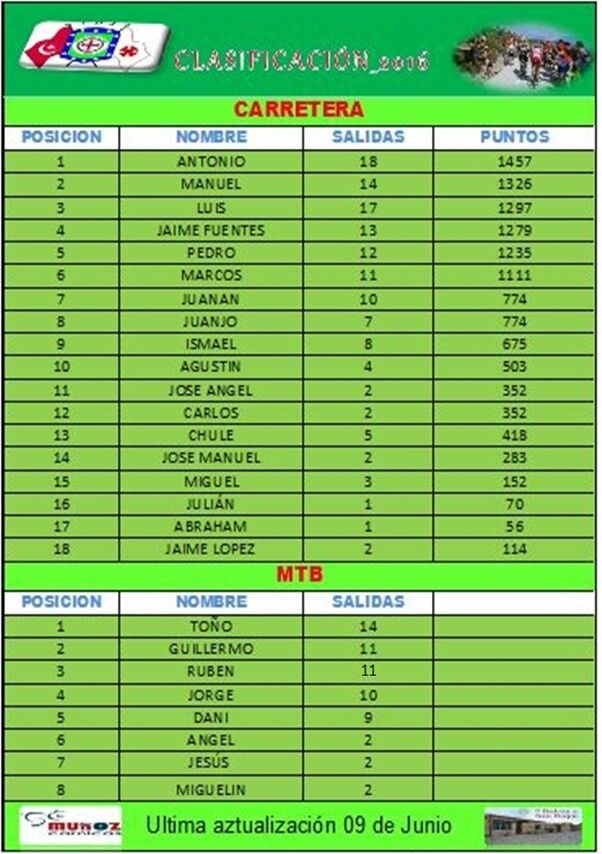 CLASIFICACIÓN_2016
CARRETERA
POSICION NOMBRE SALIDAS PUNTOS
1 ANTONIO 18 1457
2 MANUEL 14 1326
3 LUIS 17 1297
4 JAIME FUENTES 13 1279
5 PEDRO 12 1235
6 MARCOS 11 1111
7 JUANAN 10 774
8 JUANJO 7 774
9 ISMAEL 8 675
10 AGUSTIN 4 503
11 JOSE ANGEL 2 352
12 CARLOS 2 352
13 CHULE 5 418
14 JOSE MANUEL 2 283
15 MIGUEL 3 152
16 JULIÁN 1 70
17 ABRAHAM 1 56
18 JAIME LOPEZ 2 114
MTB
POSICION NOMBRE SALIDAS
1 TOÑO 14
2 GUILLERMO 11
3 RUBEN 11
4 JORGE 10
5 DANI 9
6 ANGEL 2
7 JESÚS 2
8 MIGUELIN 2
MUÑOZ
Ultima aztualización 09 de Junio